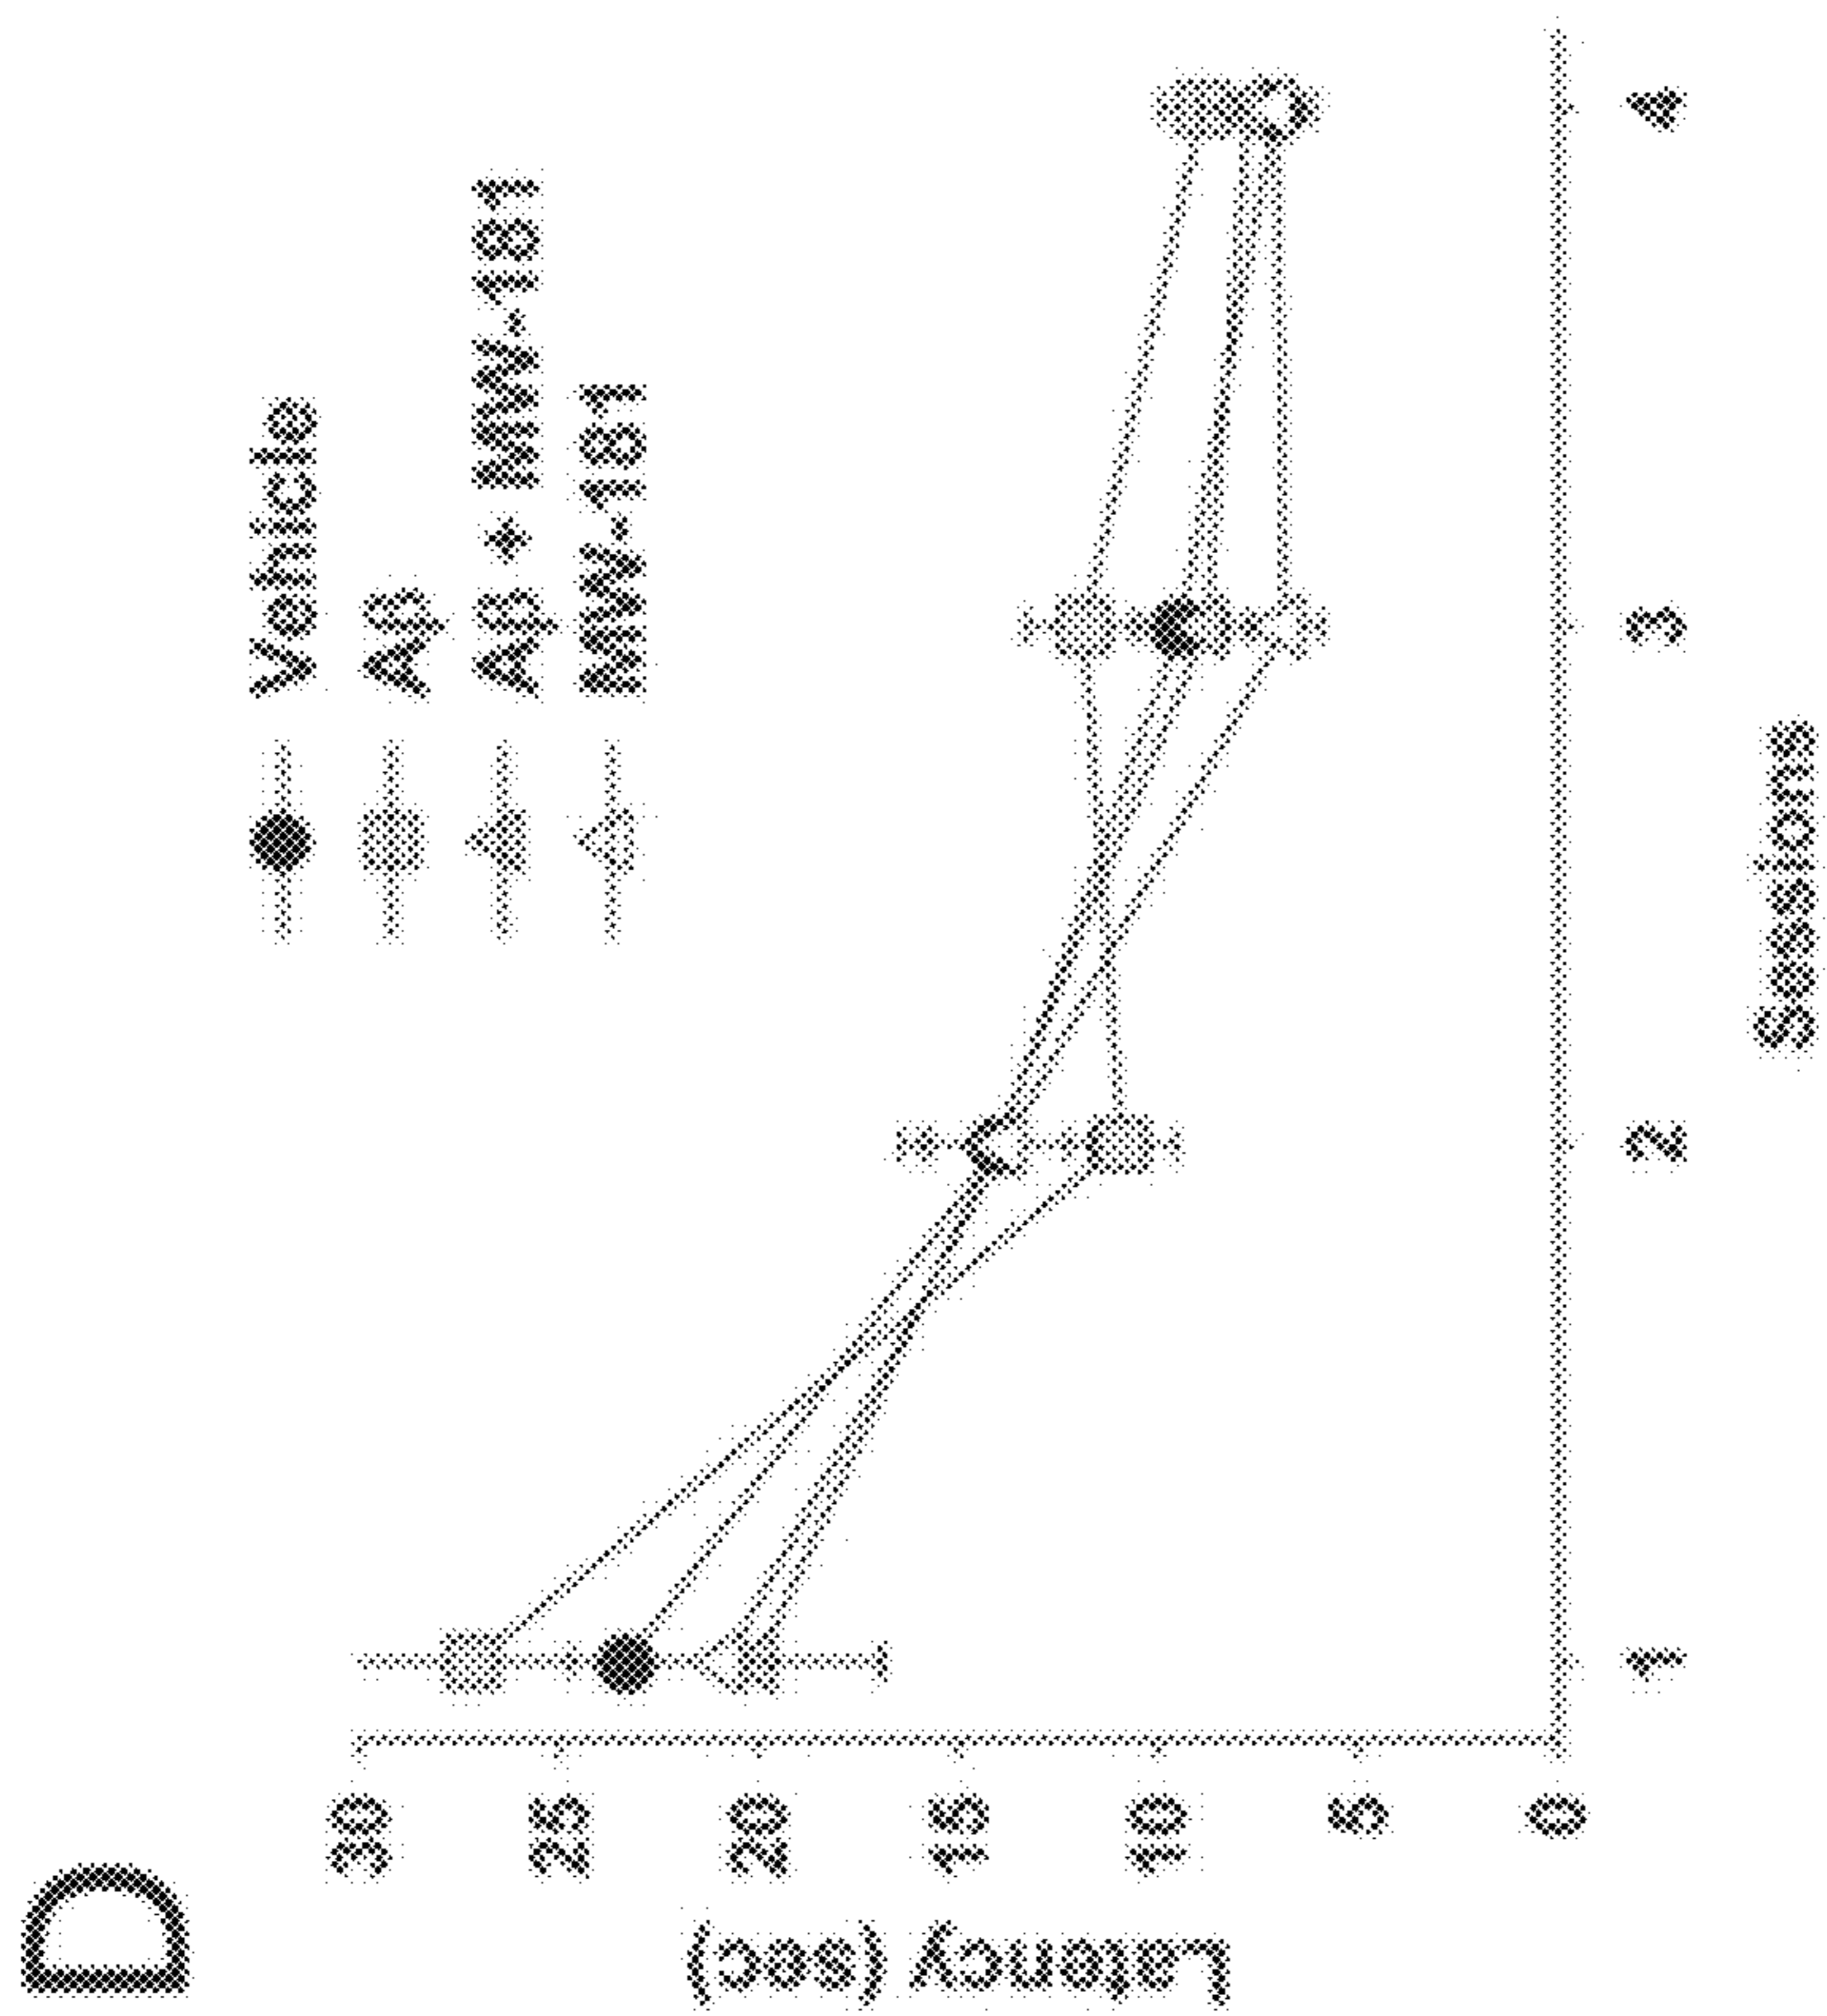 D
Vehicle
Aβ
Aβ + MW-181
MW-181
Latency (sec)
30
25
20
15
10
5
0
1 2 3 4
Sessions